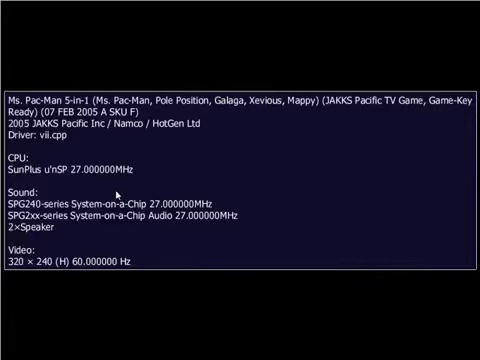 Ms. Pac-Man 5-in-1 (Ms. Pac-Man, Pole Position, Galaga, Xevious, Mappy) (JAKKS Pacific TV Game, Game-Key
Ready) (07 FEB 2005 A SKU F)
2005 JAKKS Pacific Inc / Namco / HotGen Ltd
Driver: vii.cpp
CPU:
SunPlus u'nSP 27.000000MHz
Sound:
SPG240-series System-on-a-Chip 27.000000MHz
SPG2xx-series System-on-a-Chip Audio 27.000000MHz
2×Speaker
Video:
320 × 240 (H) 60.000000 Hz